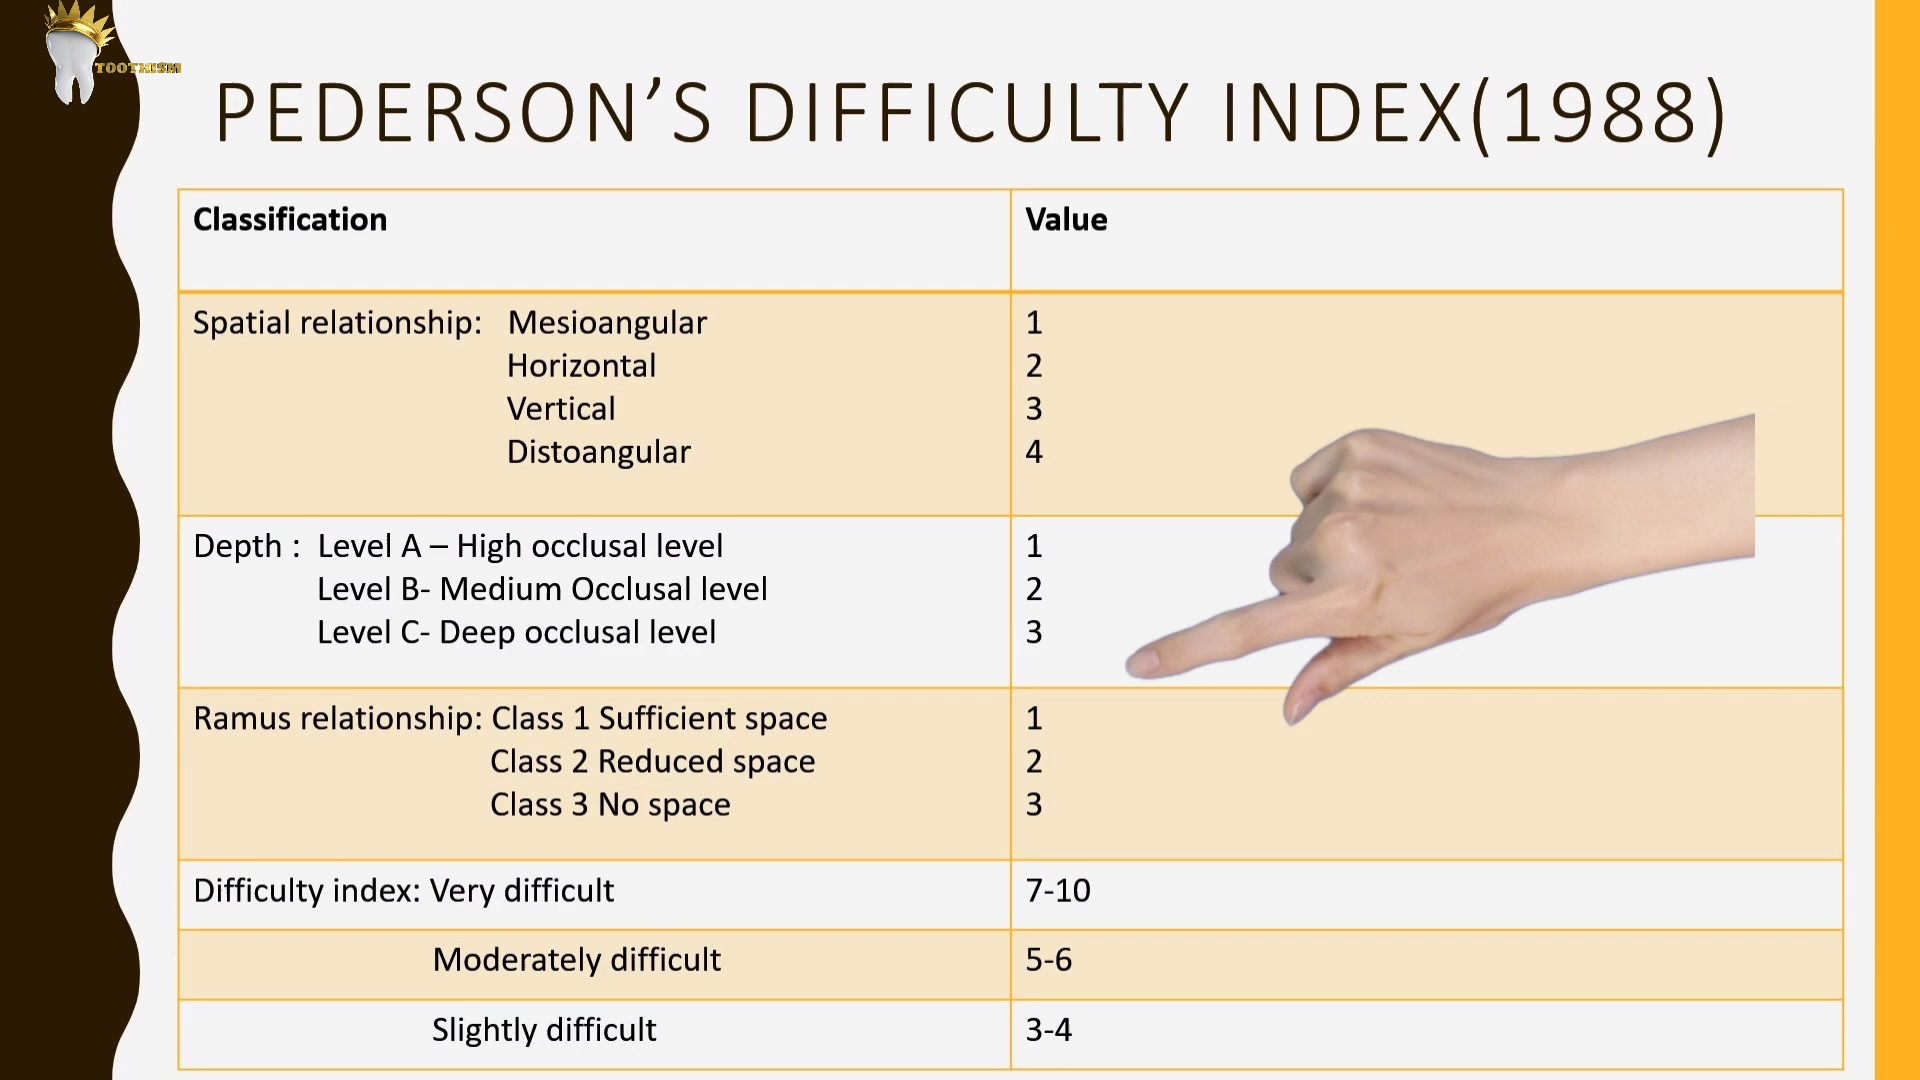 TOOTHISM
PEDERSON’S DIFFICULTY INDEX(1988)
Classification Value
Spatial relationship: Mesioangular 1
Horizontal 2
Vertical 3
Distoangular 4
Depth : Level A – High occlusal level 1
Level B- Medium Occlusal level 2
Level C- Deep occlusal level 3
Ramus relationship: Class 1 Sufficient space 1
Class 2 Reduced space 2
Class 3 No space 3
Difficulty index: Very difficult 7-10
Moderately difficult 5-6
Slightly difficult 3-4